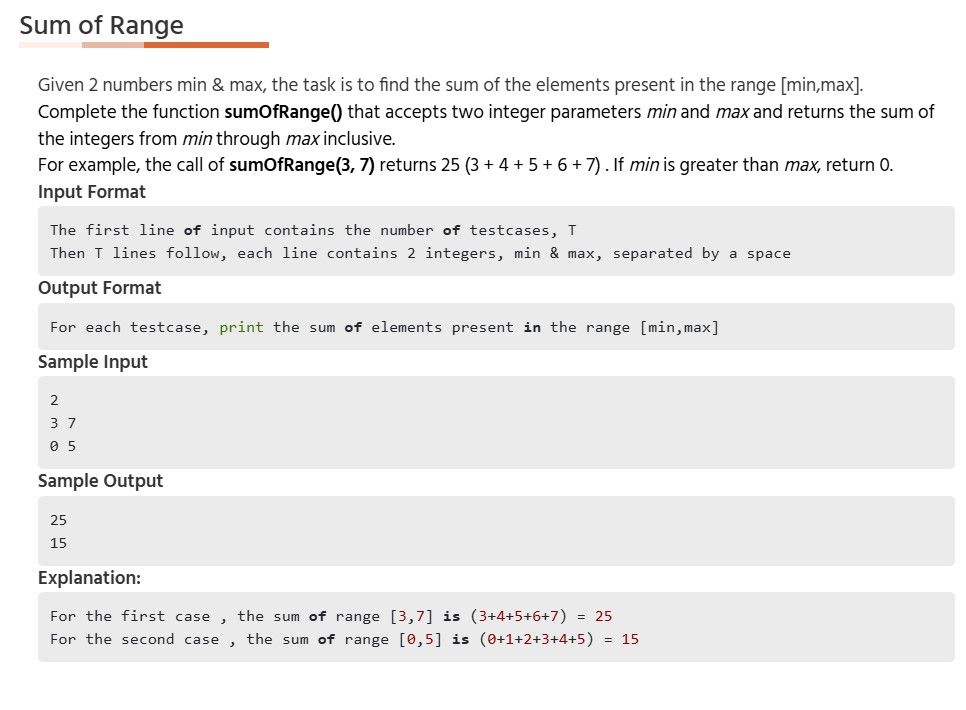 Sum of Range
Given 2 numbers min & max, the task is to find the sum of the elements present in the range [min,max].
Complete the function sumOfRange() that accepts two integer parameters min and max and returns the sum of
the integers from min through max inclusive.
For example, the call of sumOfRange(3, 7) returns 25 (3 + 4 + 5 + 6 + 7) . If min is greater than max, return 0.
Input Format
The first line of input contains the number of testcases, T
Then T lines follow, each line contains 2 integers, min & max, separated by a space
Output Format
For each testcase, print the sum of elements present in the range [min,max]
Sample Input
2
3 7
0 5
Sample Output
25
15
Explanation:
For the first case , the sum of range [3,7] is (3+4+5+6+7) = 25
For the second case , the sum of range [0,5] is (0+1+2+3+4+5) = 15